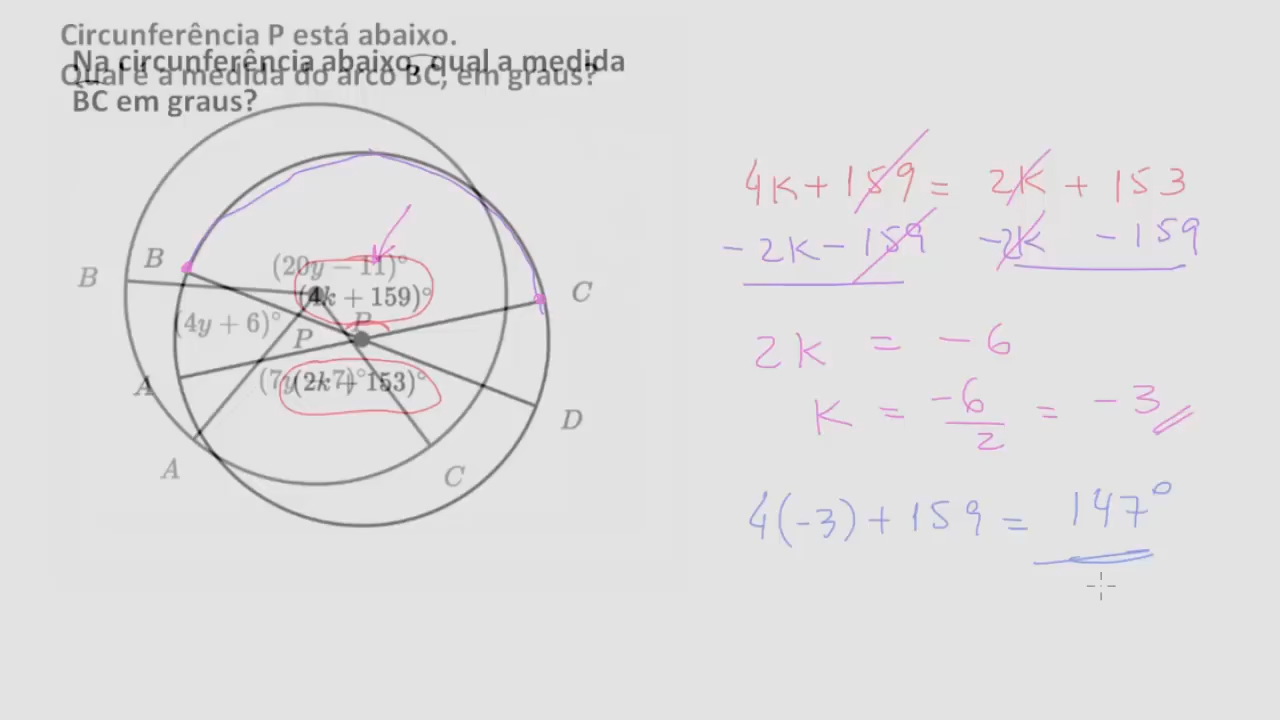 Circunferência P está abaixo.
Na circunferência abaixo, qual a medida
Qual é a medida do arco BC, em graus?
BC em graus?
4k + 159 = 2k + 153
- 2k - 159 -2k - 159
2k = -6
k = -6/2 = -3
4(-3) + 159 = 147°
B
B
(20y − 11)°
(4k + 159)°
C
(4y + 6)°
P
P
A
(2k + 153)°
D
A
C